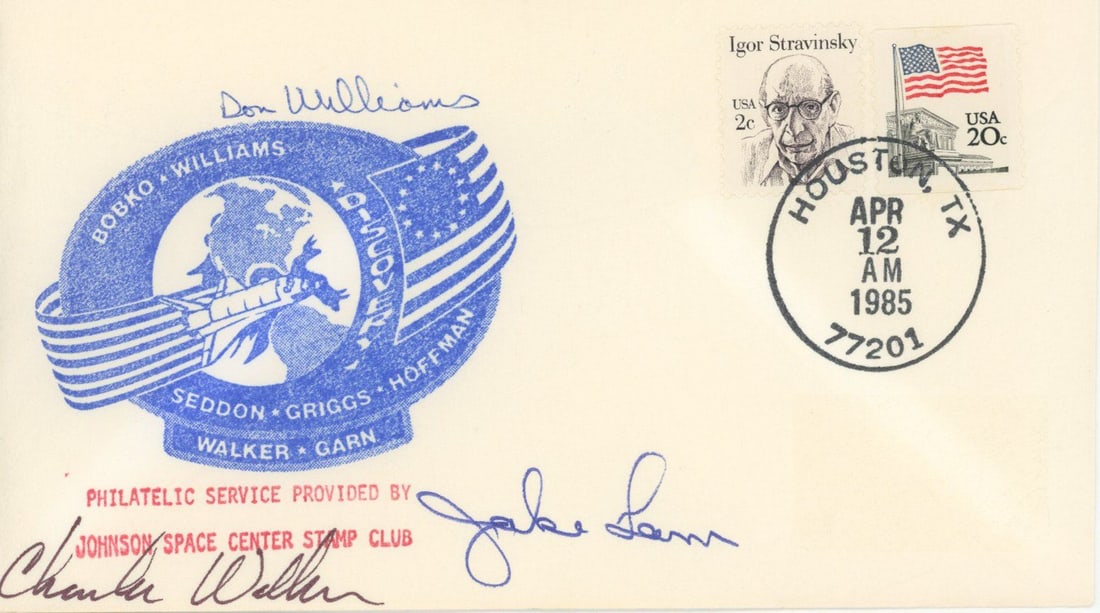 Don Williams
BOBKO ★ WILLIAMS
DISCOVERY
SEDDON ★ GRIGGS ★ HOFFMAN
WALKER ★ GARN
PHILATELIC SERVICE PROVIDED BY
JOHNSON SPACE CENTER STAMP CLUB
Charles Walker
Jake Garn
Igor Stravinsky
USA
2c
USA
20c
HOUSTON, TX
APR
12
AM
1985
77201